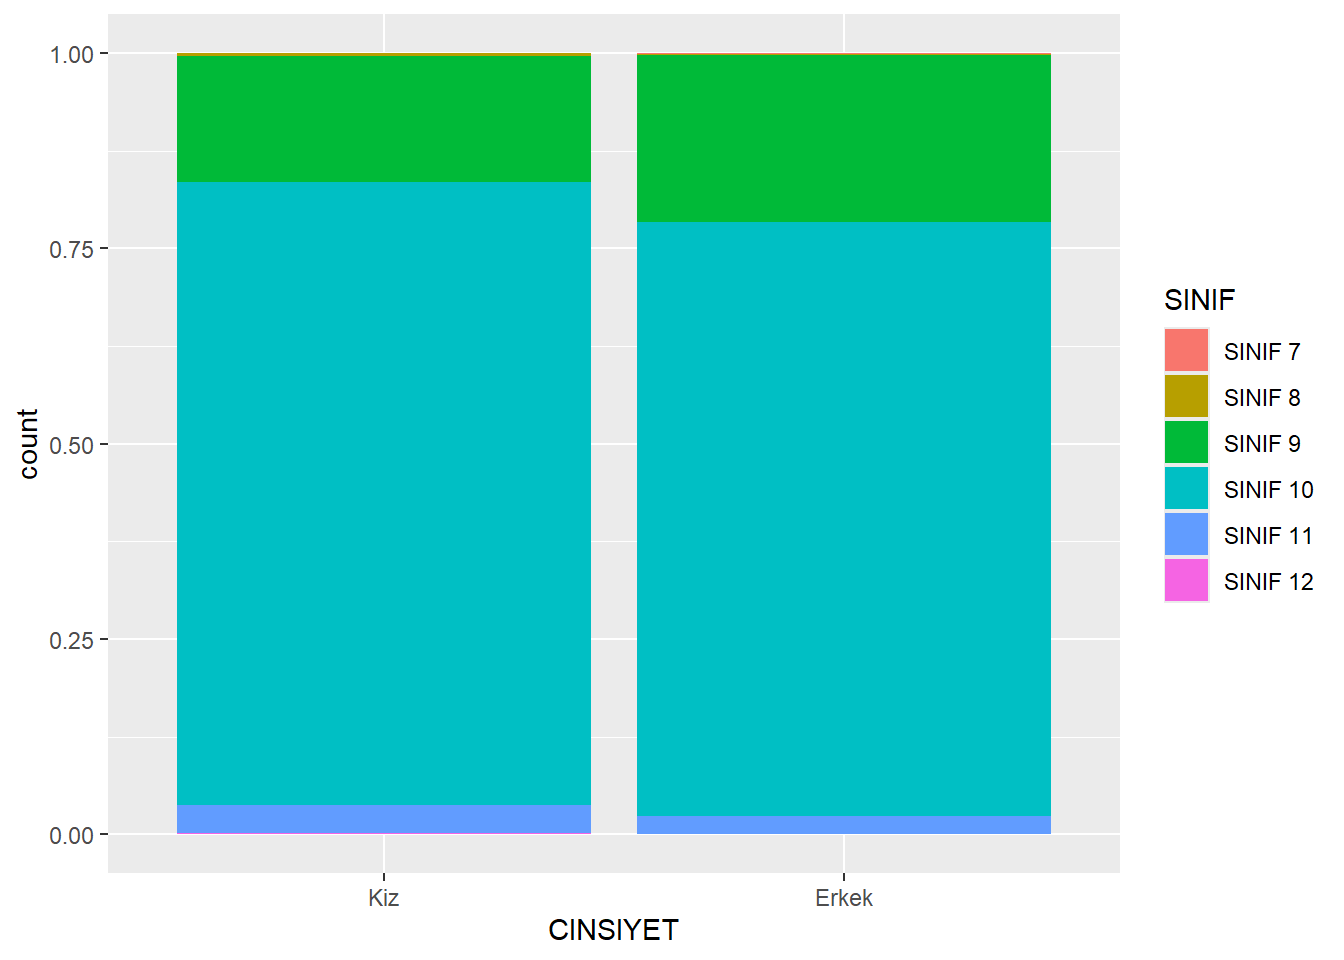 1.00
0.75
0.50
0.25
0.00
count
Kiz
Erkek
CINSIYET
SINIF
SINIF 7
SINIF 8
SINIF 9
SINIF 10
SINIF 11
SINIF 12